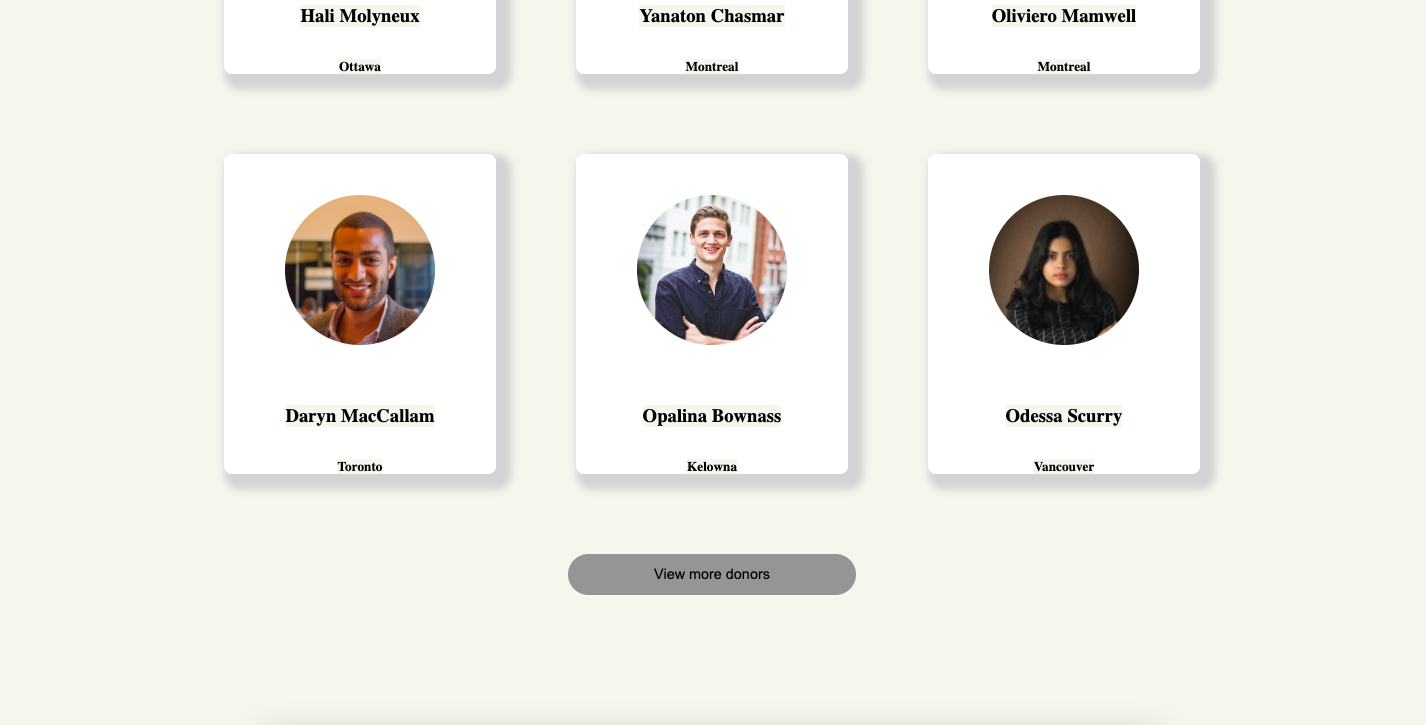 Hali Molyneux
Yanaton Chasmar
Oliviero Mamwell
Ottawa
Montreal
Montreal
Daryn MacCallam
Opalina Bownass
Odessa Scurry
Toronto
Kelowna
Vancouver
View more donors